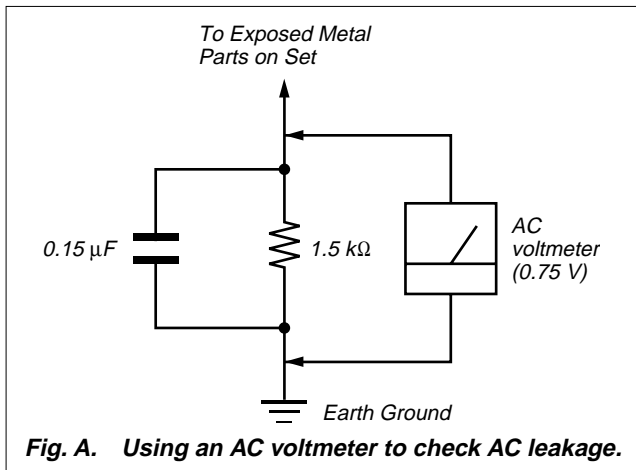 To Exposed Metal
Parts on Set
0.15 μF
1.5 kΩ
AC
voltmeter
(0.75 V)
Earth Ground
Fig. A. Using an AC voltmeter to check AC leakage.